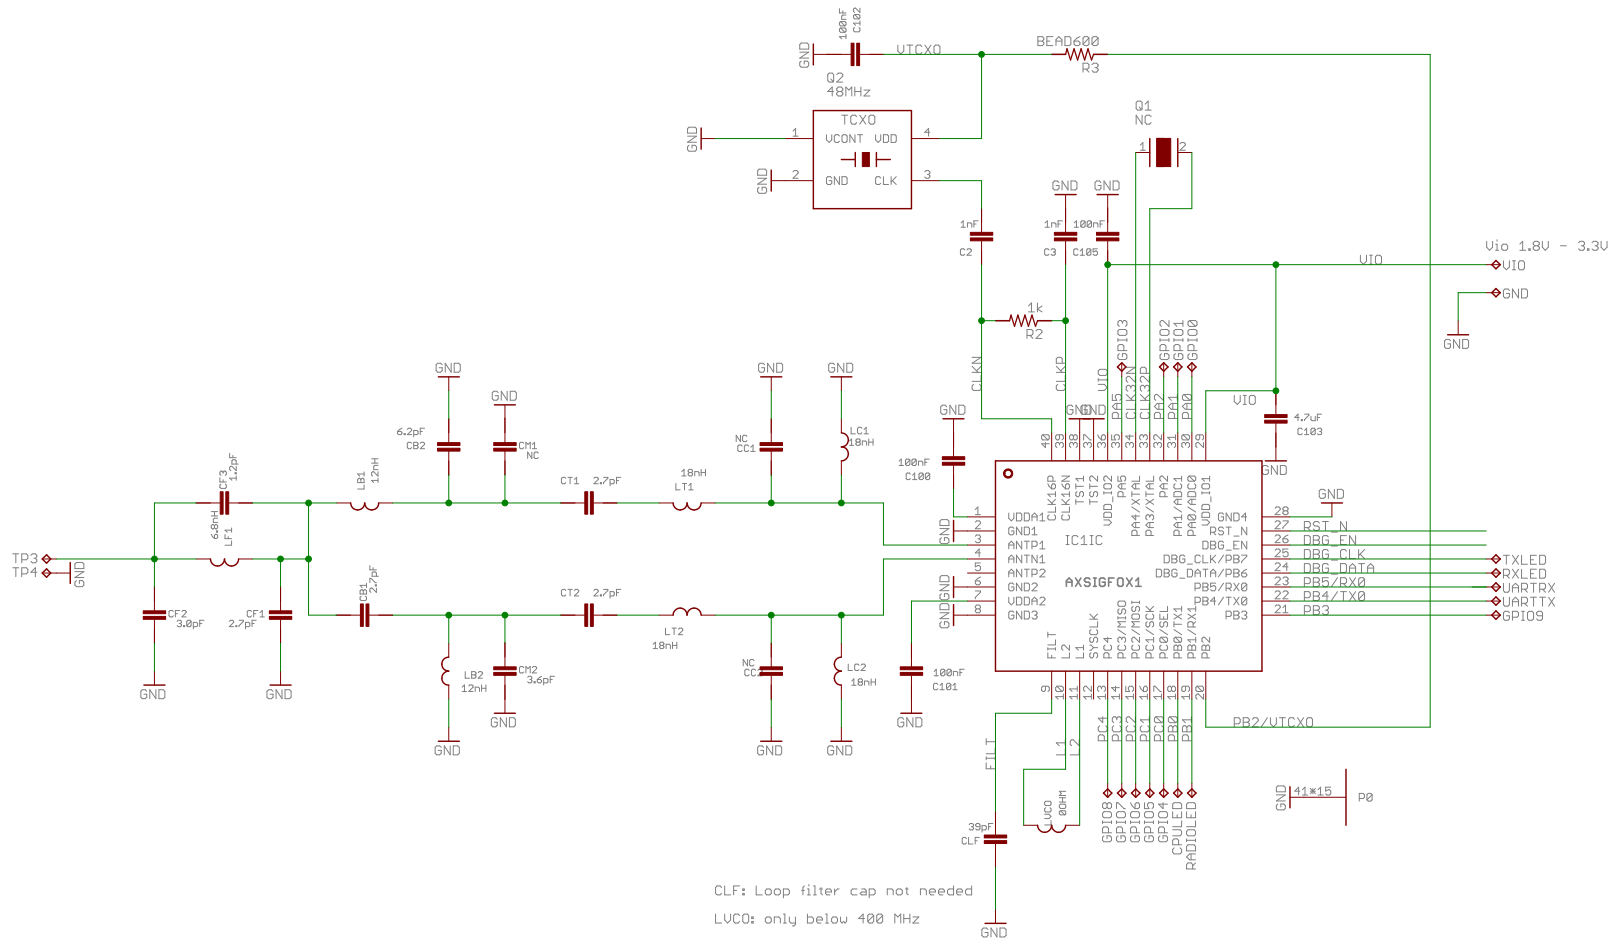 100nF
C102
GND
VTCXO
BEAD600
R3
Q2
48MHz
TCXO
GND
1
VCONT
VDD
4
GND
2
GND
CLK
3
Q1
NC
1
2
GND
GND
1nF
C2
1nF
C3
100nF
C105
Vio 1.8V - 3.3V
VIO
VIO
GND
GND
1k
R2
CLKN
CLKP
VIO
GPIO3
GPIO2
GPIO1
GPIO0
PA5
CLK32N
CLK32P
PA2
PA1
PA0
VIO
4.7uF
C103
GND
GND
GND
GND
GND
GND
GND
GND
6.2pF
CB2
CM1
NC
NC
CC1
LC1
18nH
100nF
C100
40
39
38
37
36
35
34
33
32
31
30
29
CLK16P
CLK16N
TST1
TST2
VDD_IO2
PA5
PA4/XTAL
PA3/XTAL
PA2
PA1/ADC1
PA0/ADC0
VDD_IO1
CF3
1.2pF
6.8nH
LF1
LB1
12nH
CT1
2.7pF
18nH
LT1
1
VDDA1
GND
2
GND1
3
ANTP1
4
ANTN1
5
ANTP2
GND
6
GND2
7
VDDA2
GND
8
GND3
IC1IC
AXSIGFOX1
GND
GND4
28
RST_N
27
RST_N
DBG_EN
26
DBG_EN
DBG_CLK/PB7
25
DBG_CLK
TXLED
DBG_DATA/PB6
24
DBG_DATA
RXLED
PB5/RX0
23
PB5/RX0
UARTRX
PB4/TX0
22
PB4/TX0
UARTTX
PB3
21
PB3
GPIO9
TP3
TP4
GND
CF2
3.0pF
CF1
2.7pF
CB1
2.7pF
CT2
2.7pF
LT2
18nH
GND
GND
LB2
12nH
CM2
3.6pF
NC
CC2
LC2
18nH
100nF
C101
GND
GND
GND
GND
GND
FILT
L2
L1
SYSCLK
PC4
PC3/MISO
PC2/MOSI
PC1/SCK
PC0/SEL
PB0/TX1
PB1/RX1
PB2
9
10
11
12
13
14
15
16
17
18
19
20
FILT
L1
L2
PC4
PC3
PC2
PC1
PC0
PB0
PB1
PB2/VTCXO
LVCO
0OHM
GPIO8
GPIO7
GPIO6
GPIO5
GPIO4
CPULED
RADIOLED
GND
41*15
P0
39pF
CLF
GND
CLF: Loop filter cap not needed
LVCO: only below 400 MHz